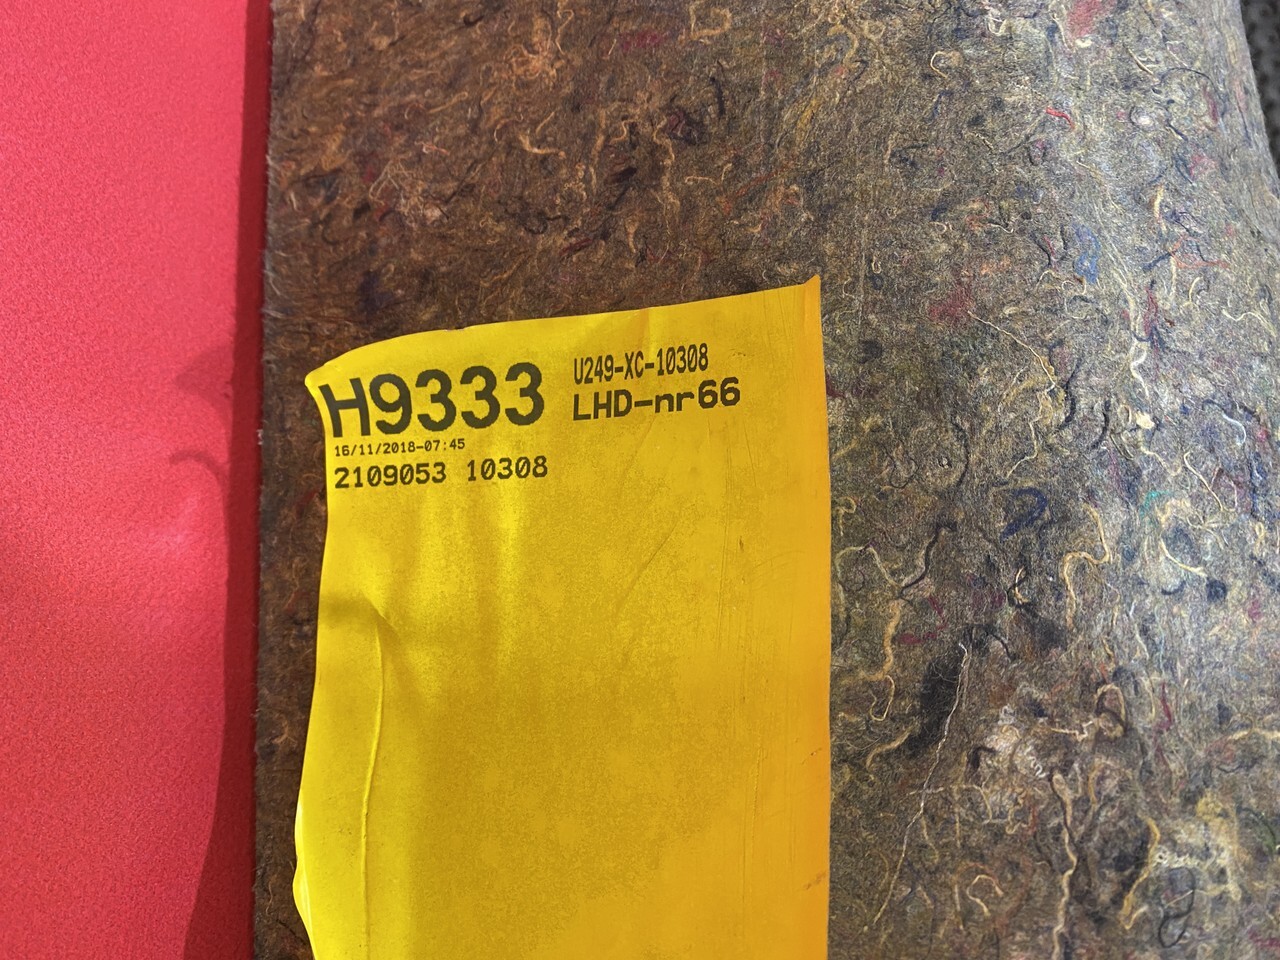 H9333
U249-XC-10308
LHD-nr66
16/11/2018-07:45
2109053 10308